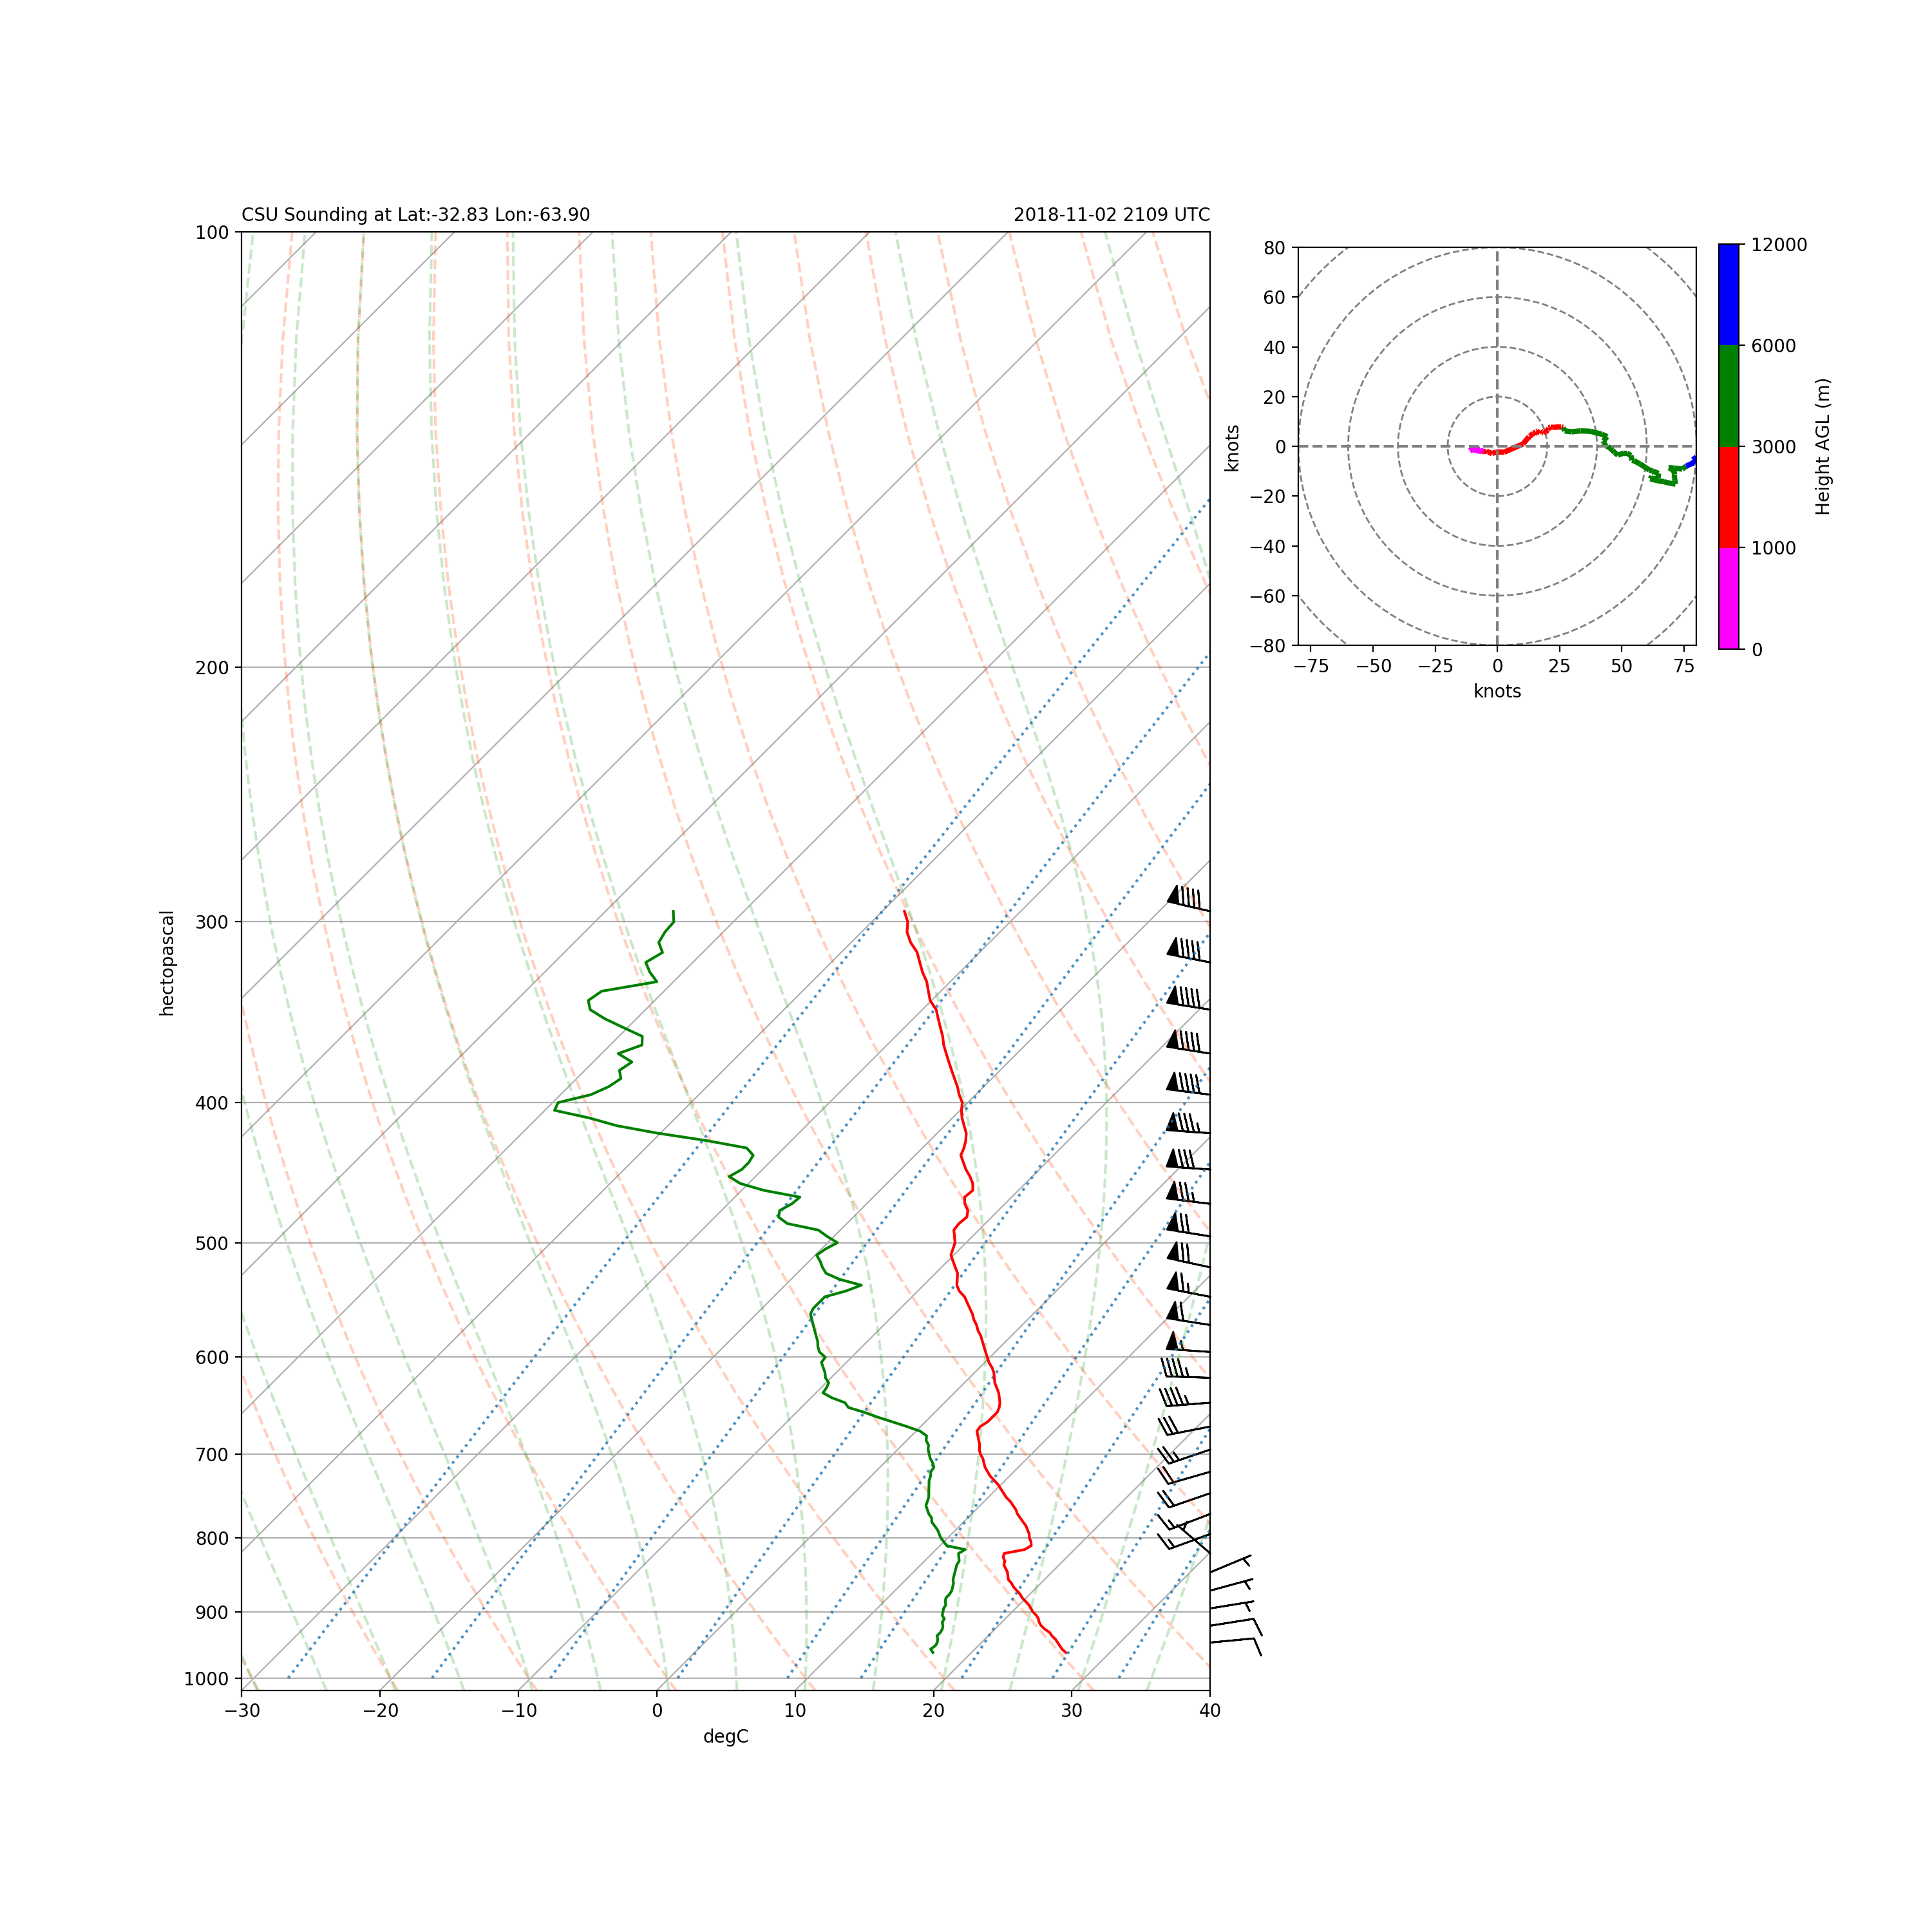 CSU Sounding at Lat:-32.83 Lon:-63.90
2018-11-02 2109 UTC
100
200
300
400
500
600
700
800
900
1000
hectopascal
−30 −20 −10 0 10 20 30 40
degC
80
60
40
20
0
−20
−40
−60
−80
knots
−75 −50 −25 0 25 50 75
knots
12000
6000
3000
1000
0
Height AGL (m)